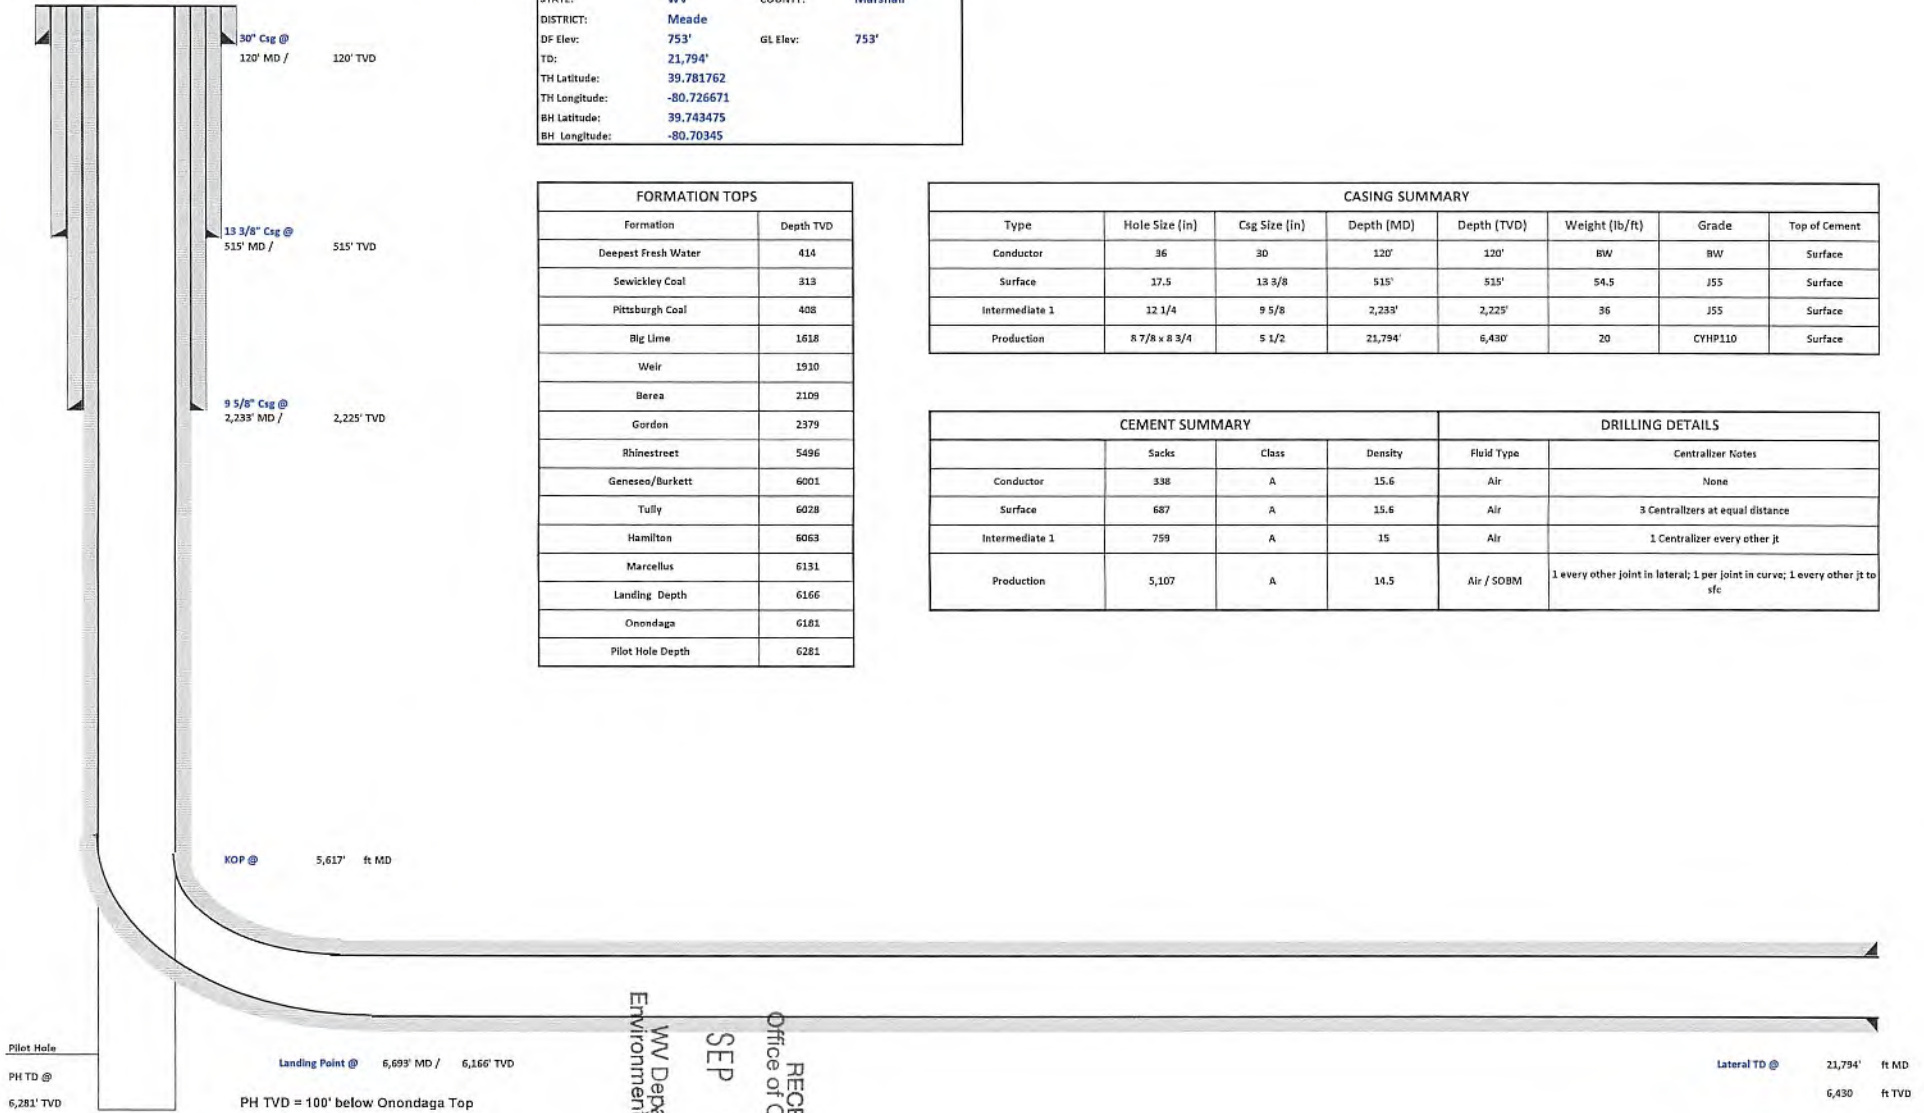 DISTRICT: Meade
DF Elev: 753' GL Elev: 753'
TD: 21,794'
TH Latitude: 39.781762
TH Longitude: -80.726671
BH Latitude: 39.743475
BH Longitude: -80.70345
30" Csg @
120' MD / 120' TVD
13 3/8" Csg @
515' MD / 515' TVD
9 5/8" Csg @
2,233' MD / 2,225' TVD
KOP @ 5,617' ft MD
FORMATION TOPS
Formation Depth TVD
Deepest Fresh Water 414
Sewickley Coal 313
Pittsburgh Coal 408
Big Lime 1618
Weir 1910
Berea 2109
Gordon 2379
Rhinestreet 5496
Geneseo/Burkett 6001
Tully 6028
Hamilton 6063
Marcellus 6131
Landing Depth 6166
Onondaga 6181
Pilot Hole Depth 6281
CASING SUMMARY
Type Hole Size (in) Csg Size (in) Depth (MD) Depth (TVD) Weight (lb/ft) Grade Top of Cement
Conductor 36 30 120' 120' BW BW Surface
Surface 17.5 13 3/8 515' 515' 54.5 J55 Surface
Intermediate 1 12 1/4 9 5/8 2,233' 2,225' 36 J55 Surface
Production 8 7/8 x 8 3/4 5 1/2 21,794' 6,430' 20 CYHP110 Surface
CEMENT SUMMARY DRILLING DETAILS
Sacks Class Density Fluid Type Centralizer Notes
Conductor 338 A 15.6 Air None
Surface 687 A 15.6 Air 3 Centralizers at equal distance
Intermediate 1 759 A 15 Air 1 Centralizer every other jt
Production 5,107 A 14.5 Air / SOBM 1 every other joint in lateral; 1 per joint in curve; 1 every other jt to
sfc
Pilot Hole
PH TD @
6,281' TVD
Landing Point @ 6,693' MD / 6,166' TVD
PH TVD = 100' below Onondaga Top
RECE
Office of
SEP
WV Depa
Environmen
Lateral TD @ 21,794' ft MD
6,430 ft TVD